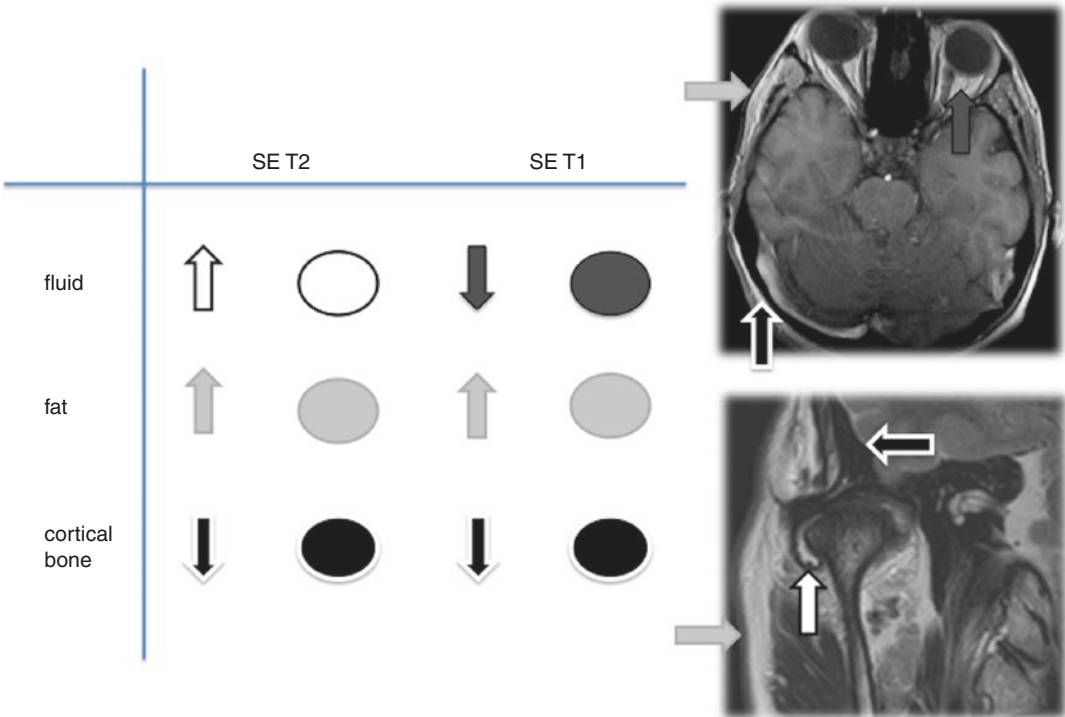 SE T2
SE T1
fluid
fat
cortical
bone